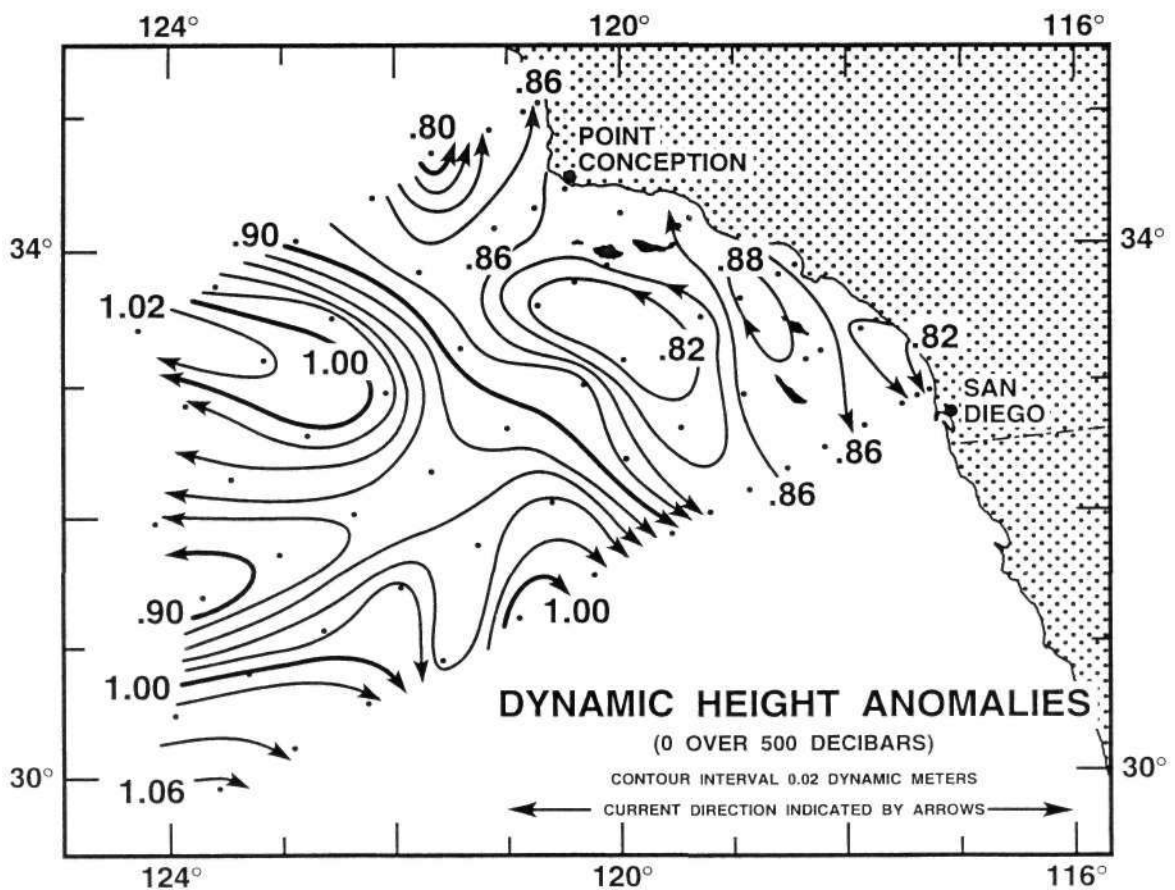 124° 120° 116°
.86
.80
POINT
CONCEPTION
34° .90 34°
.86 .88
1.02
1.00 .82 .82
SAN
DIEGO
.86
.86
.90 1.00
1.00
DYNAMIC HEIGHT ANOMALIES
(0 OVER 500 DECIBARS)
30° 30°
1.06 CONTOUR INTERVAL 0.02 DYNAMIC METERS
CURRENT DIRECTION INDICATED BY ARROWS
124° 120° 116°